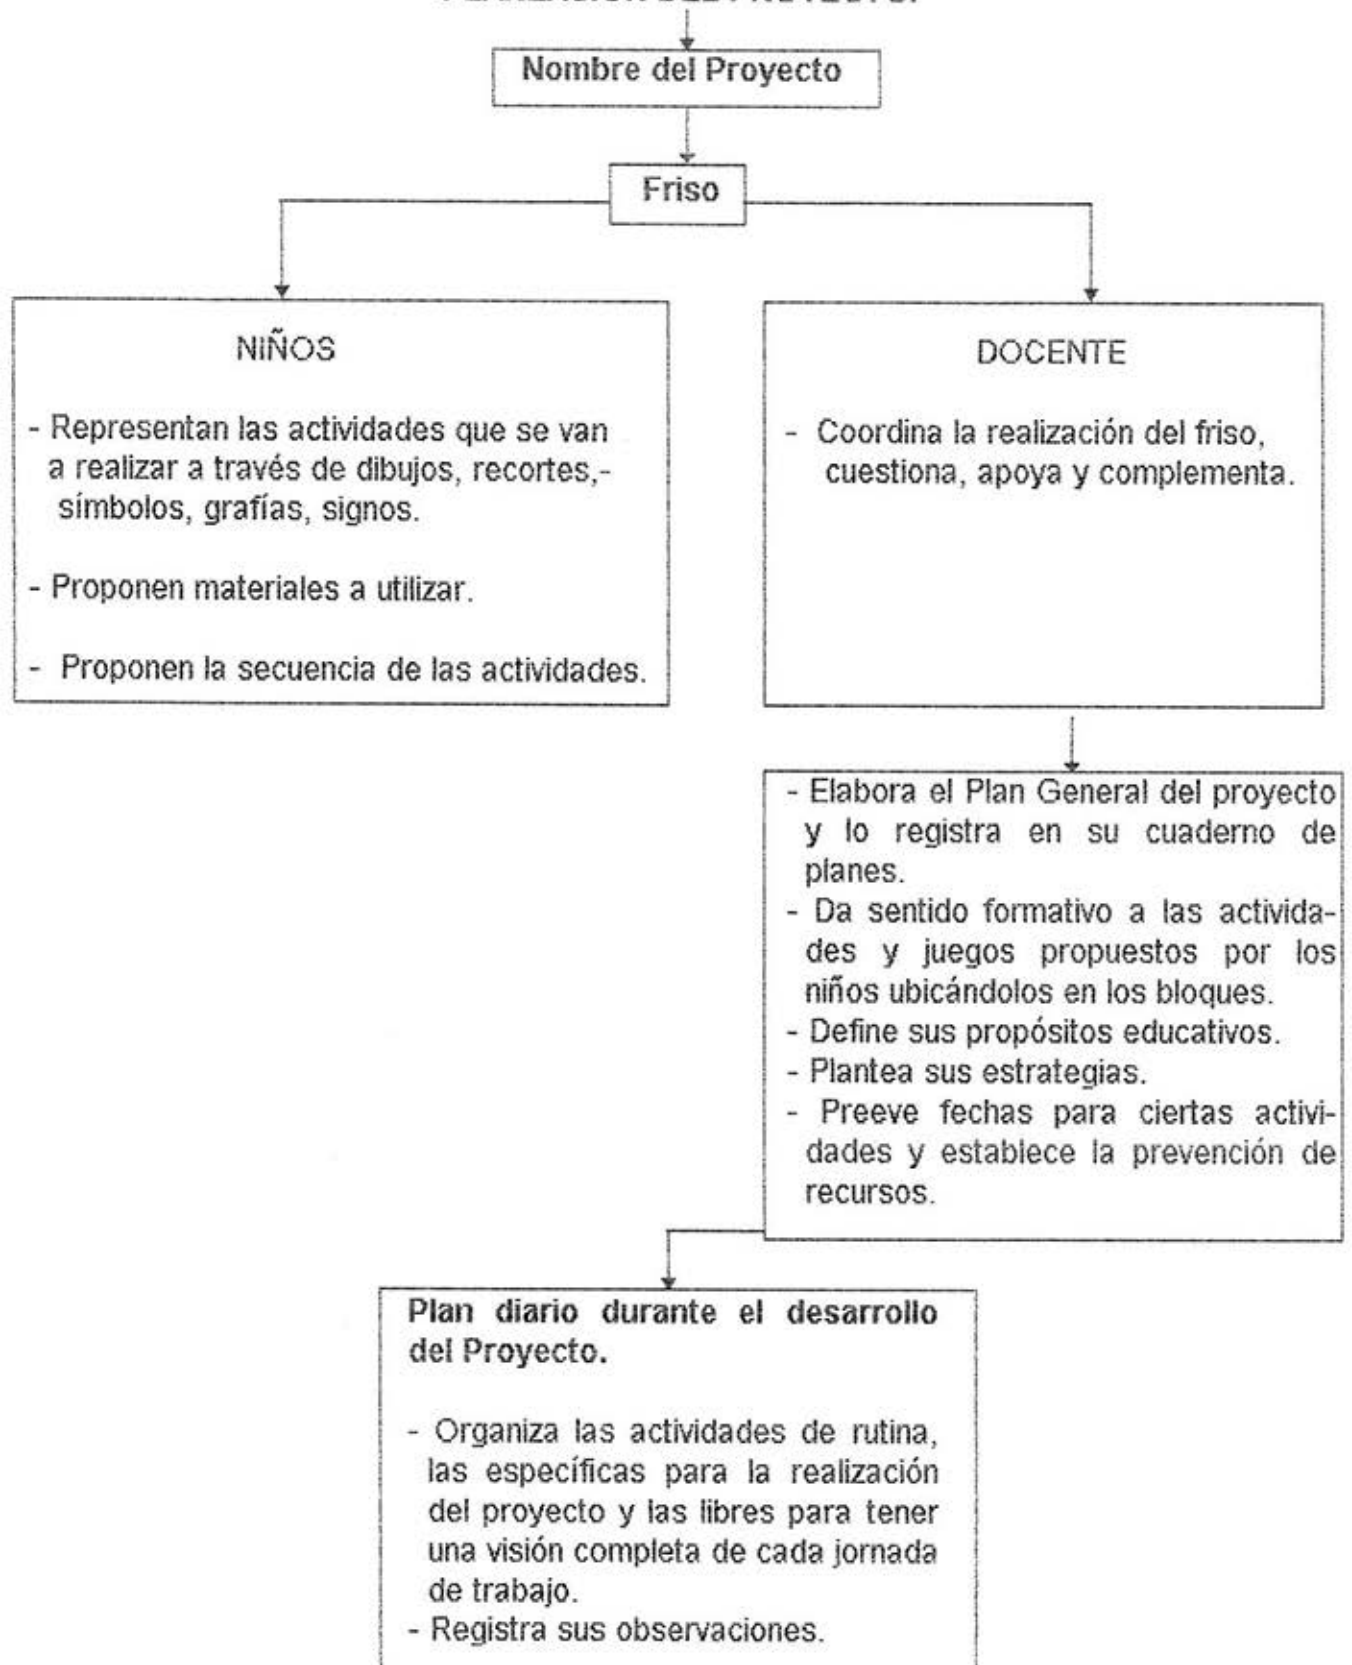 Nombre del Proyecto
Friso
NIÑOS
- Representan las actividades que se van
a realizar a través de dibujos, recortes,-
símbolos, grafías, signos.
- Proponen materiales a utilizar.
- Proponen la secuencia de las actividades.
DOCENTE
- Coordina la realización del friso,
cuestiona, apoya y complementa.
- Elabora el Plan General del proyecto
y lo registra en su cuaderno de
planes.
- Da sentido formativo a las activida-
des y juegos propuestos por los
niños ubicándolos en los bloques.
- Define sus propósitos educativos.
- Plantea sus estrategias.
- Preeve fechas para ciertas activi-
dades y establece la prevención de
recursos.
Plan diario durante el desarrollo
del Proyecto.
- Organiza las actividades de rutina,
las específicas para la realización
del proyecto y las libres para tener
una visión completa de cada jornada
de trabajo.
- Registra sus observaciones.